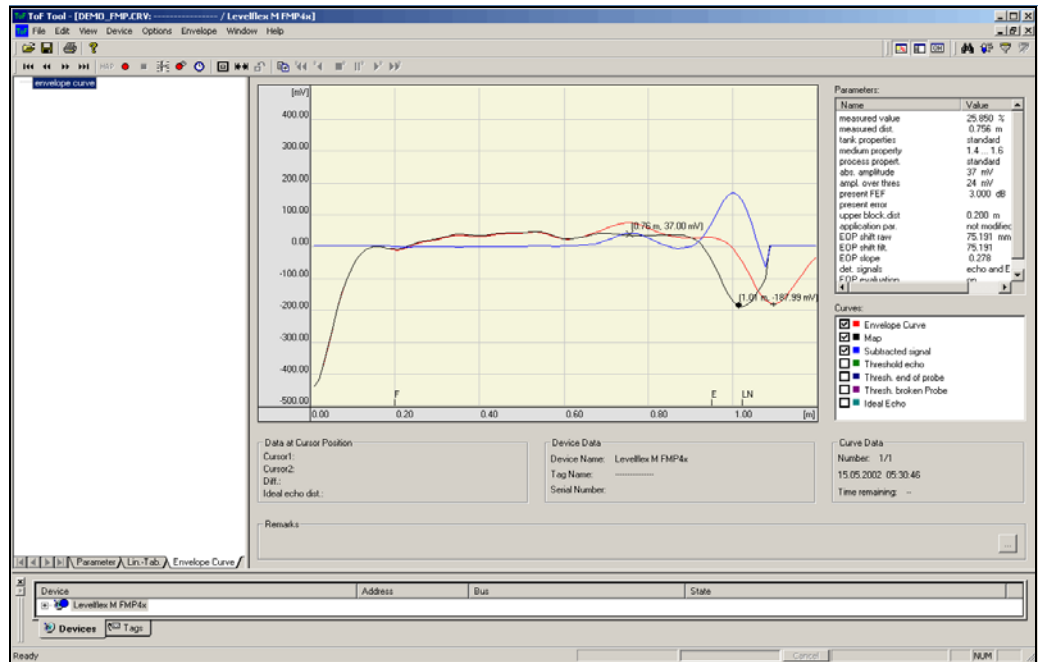 ToF Tool - [DEMO_FMP.CRV: ---------------- / Levelflex M FMP4x]
File Edit View Device Options Envelope Window Help
MAP
envelope curve
[mV]
400.00
300.00
200.00
100.00
0.00
-100.00
-200.00
-300.00
-400.00
-500.00
[0.76 m, 37.00 mV)
[1.01 m, -187.99 mV)
F E LN
0.00 0.20 0.40 0.60 0.80 1.00 [m]
Parameters:
Name Value
measured value 25.850 %
measured dist. 0.756 m
tank properties standard
medium property 1.4 ... 1.6
process propert. standard
abs. amplitude 37 mV
ampl. over thres 24 mV
present FEF 3.000 dB
present error
upper block.dist 0.200 m
application par. not modified
EOP shift raw 75.191 mm
EOP shift filt. 75.191
EOP slope 0.278
det. signals echo and E
EOP evaluation on
Curves:
Envelope Curve
Map
Subtracted signal
Threshold echo
Thresh. end of probe
Thresh. broken Probe
Ideal Echo
Data at Cursor Position
Cursor1:
Cursor2:
Diff.:
Ideal echo dist.:
Device Data
Device Name: Levelflex M FMP4x
Tag Name: ----------------
Serial Number:
Curve Data
Number: 1/1
15.05.2002 05:30:46
Time remaining: --
Remarks
...
Parameter Lin.-Tab. Envelope Curve
Device Address Bus State
Levelflex M FMP4x
Devices Tags
Ready Cancel NUM